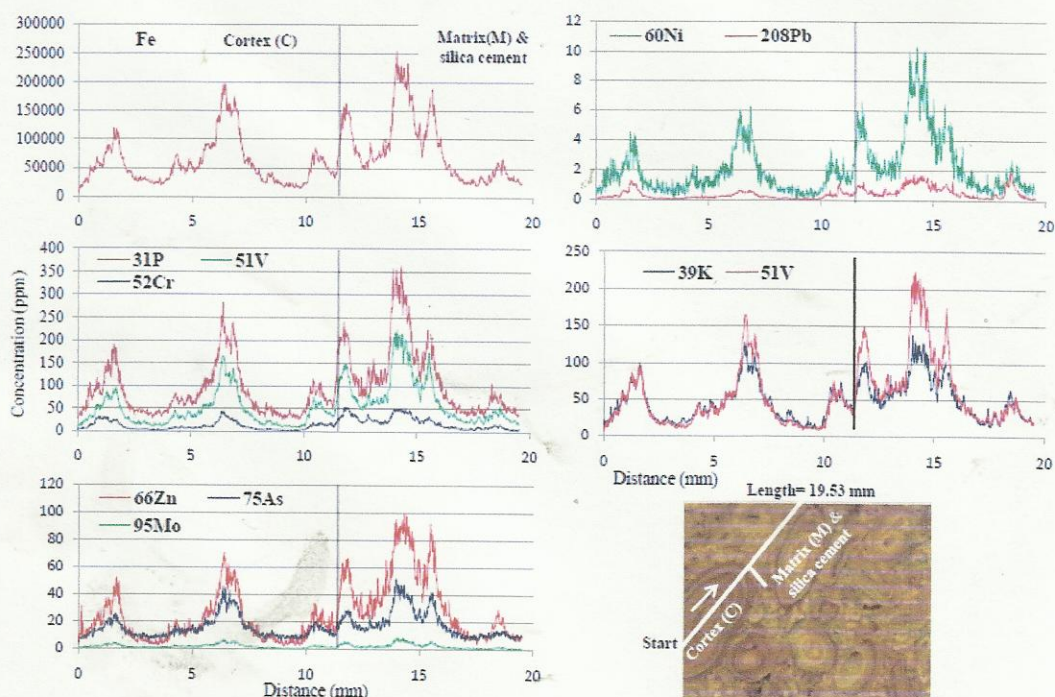 Fe Cortex (C) Matrix(M) &
silica cement
300000
250000
200000
150000
100000
50000
0
0 5 10 15 20
60Ni 208Pb
12
10
8
6
4
2
0
0 5 10 15 20
Concentration (ppm)
31P 51V
52Cr
400
350
300
250
200
150
100
50
0
0 5 10 15 20
39K 51V
250
200
150
100
50
0
0 5 10 15 20
Distance (mm)
66Zn 75As
95Mo
120
100
80
60
40
20
0
0 5 10 15 20
Distance (mm)
Length= 19.53 mm
Matrix (M) &
silica cement
Cortex (C)
Start